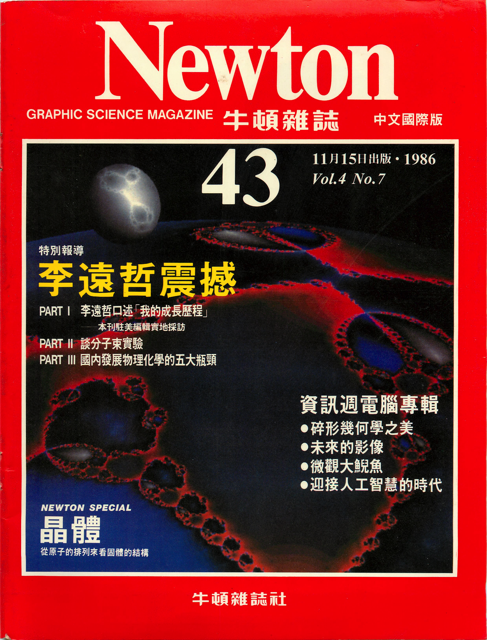 Newton
GRAPHIC SCIENCE MAGAZINE 牛頓雜誌 中文國際版
43
11月15日出版・1986
Vol.4 No.7
特別報導
李遠哲震撼
PART I 李遠哲口述「我的成長歷程」
本刊駐美編輯實地採訪
PART II 談分子束實驗
PART III 國內發展物理化學的五大瓶頸
資訊週電腦專輯
●碎形幾何學之美
●未來的影像
●微觀大鯢魚
●迎接人工智慧的時代
NEWTON SPECIAL
晶體
從原子的排列來看固體的結構
牛頓雜誌社